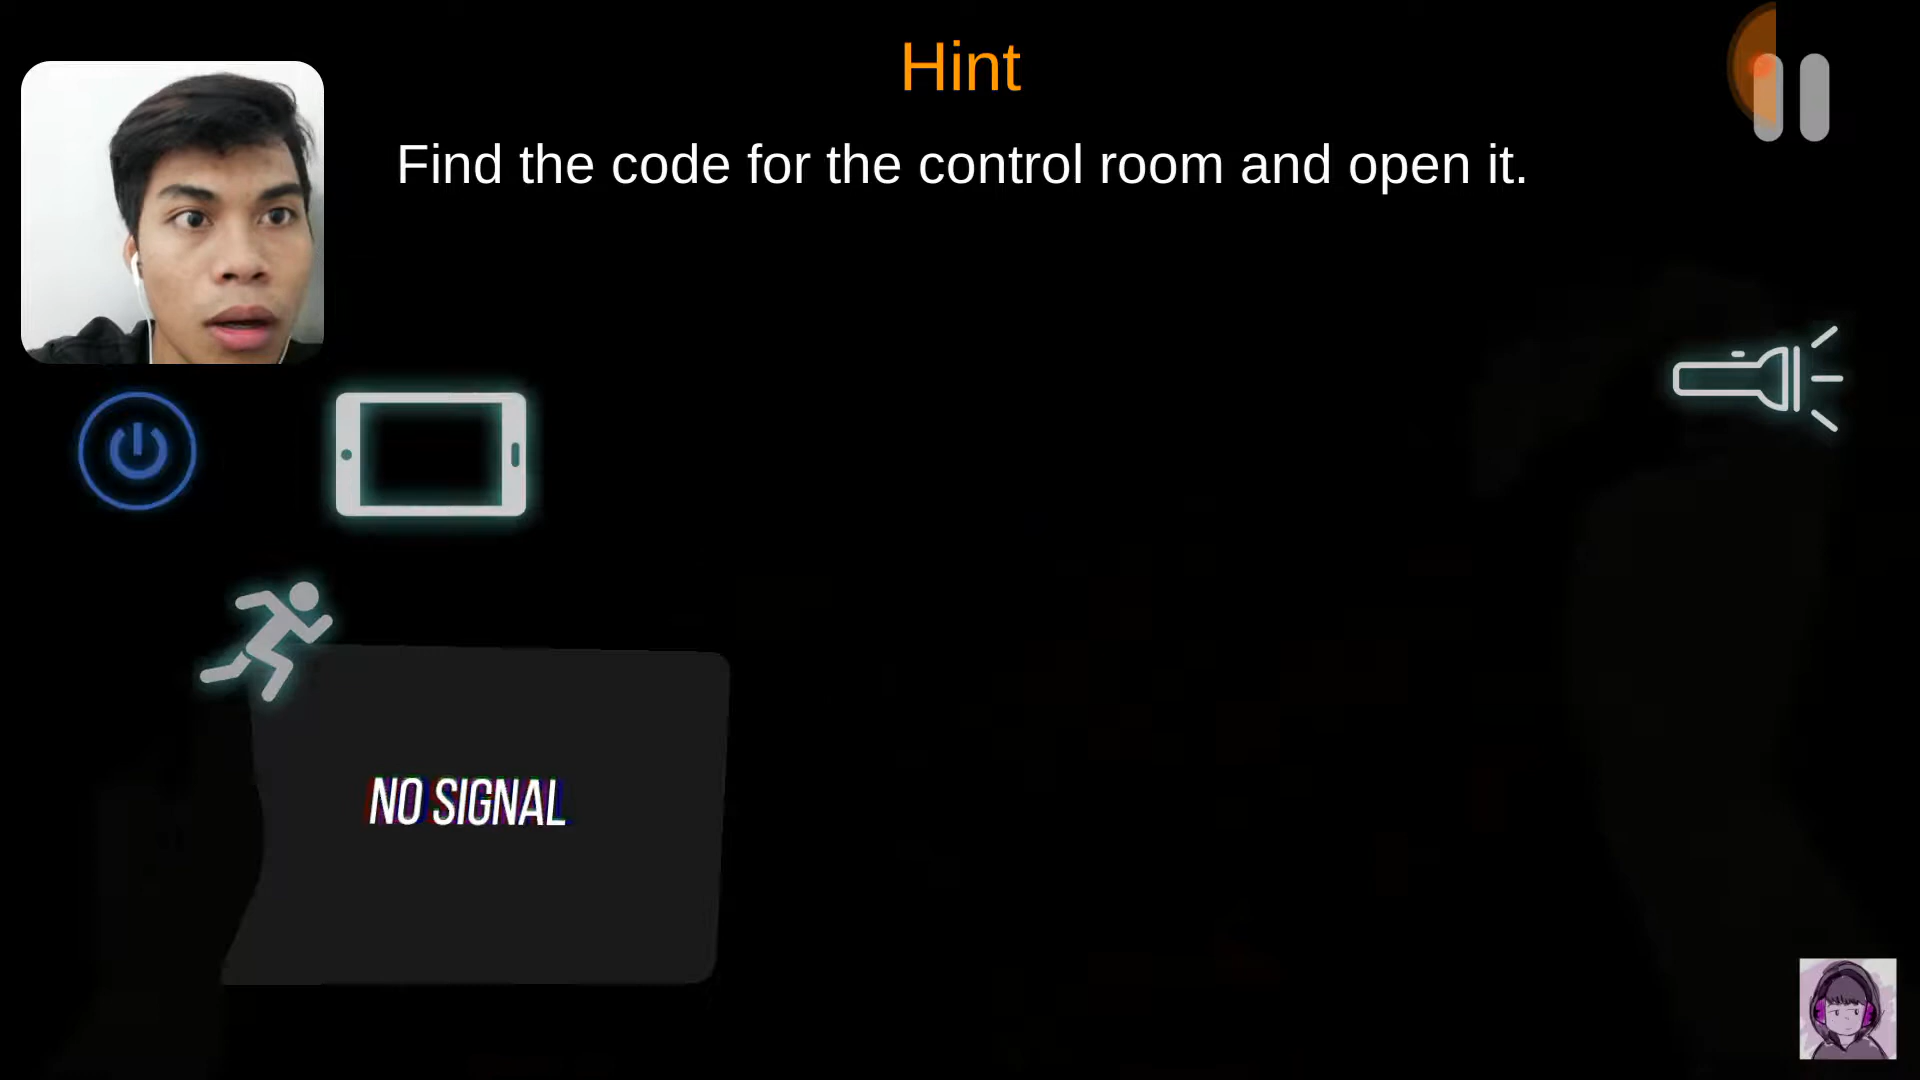 Hint
Find the code for the control room and open it.
NO SIGNAL